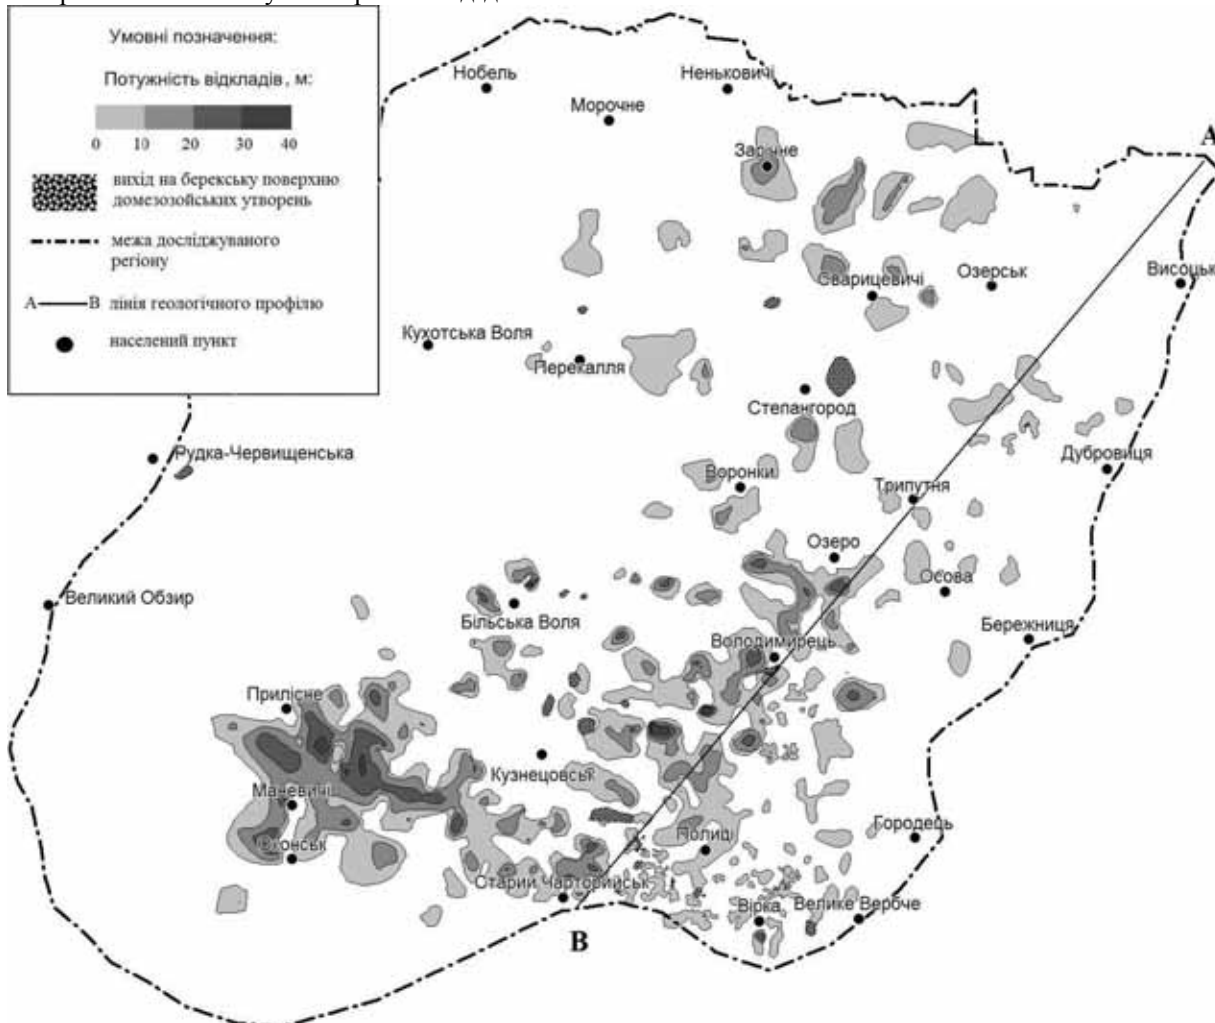 Умовні позначення:
Потужність відкладів, м:
0 10 20 30 40
вихід на берекську поверхню
домезозойських утворень
межа досліджуваного
регіону
А В лінія геологічного профілю
населений пункт
Нобель
Неньковичі
Морочне
Зарічне
А
Висоцьк
Озерськ
Сварицевичі
Кухотська Воля
Перекалля
Степангород
Рудка-Червищенська
Дубровиця
Воронки
Трипутня
Озеро
Осова
Великий Обзир
Більська Воля
Бережниця
Володимирець
Прилісне
Кузнецовськ
Маневичі
Городець
Полиці
Оконськ
Старий Чарторийськ
Вірка
Велике Вербче
В